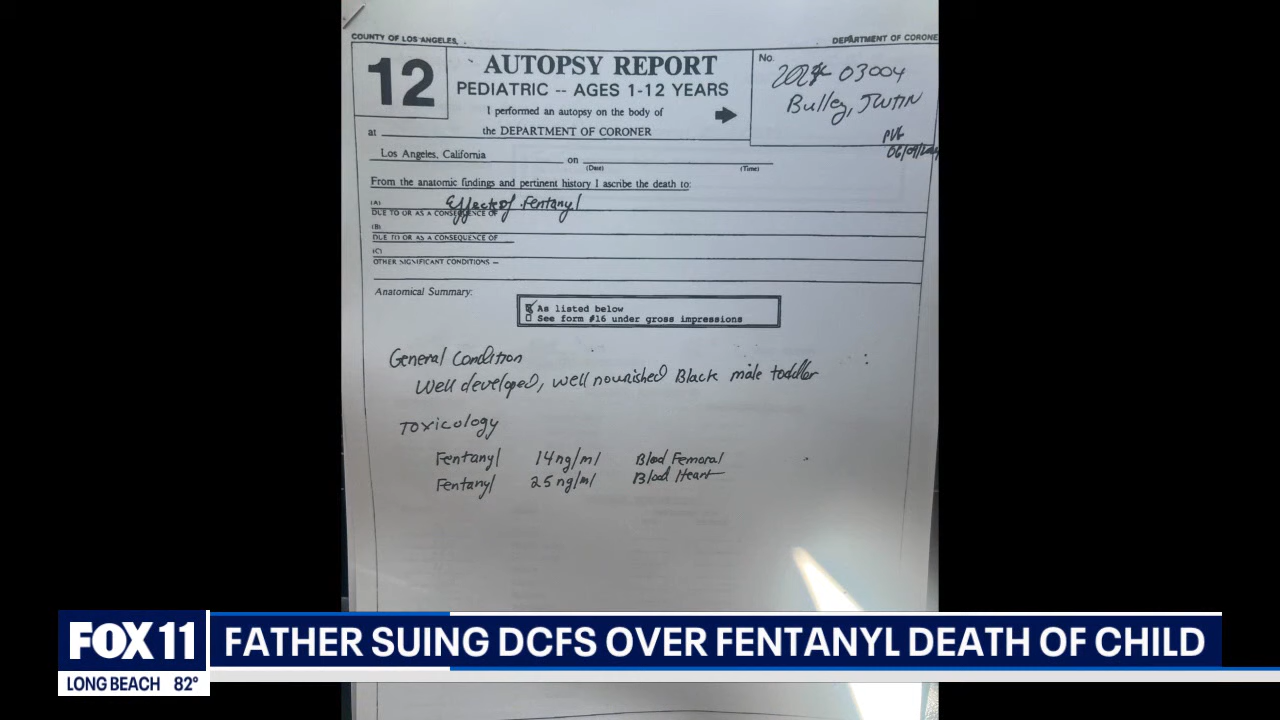 COUNTY OF LOS ANGELES,
DEPARTMENT OF CORONE
12
AUTOPSY REPORT
PEDIATRIC -- AGES 1-12 YEARS
I performed an autopsy on the body of
at
the DEPARTMENT OF CORONER
No.
2024 03004
Bulley, Justin
Los Angeles, California
on
(Date)
(Time)
From the anatomic findings and pertinent history I ascribe the death to:
(A) Effect of Fentanyl
DUE TO OR AS A CONSEQUENCE OF
(B)
DUE TO OR AS A CONSEQUENCE OF
(C)
OTHER SIGNIFICANT CONDITIONS —
Anatomical Summary:
As listed below
See form #16 under gross impressions
General Condition
Well developed, well nourished Black male toddler
Toxicology
Fentanyl 14ng/ml Blood Femoral
Fentanyl 25ng/ml Blood Heart
FOX 11
FATHER SUING DCFS OVER FENTANYL DEATH OF CHILD
LONG BEACH 82°